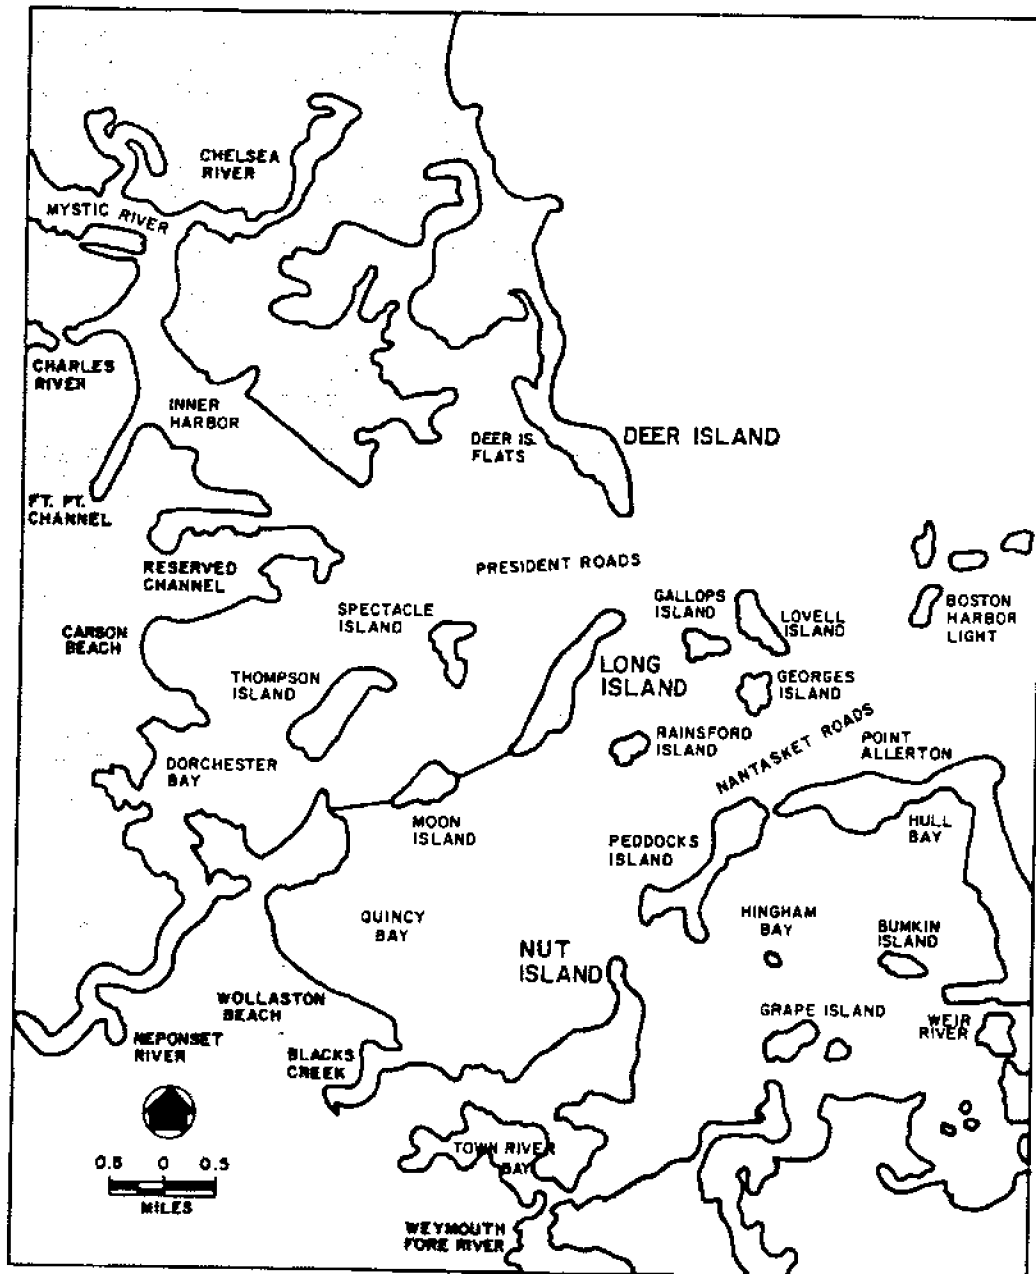 CHELSEA
RIVER
MYSTIC RIVER
CHARLES
RIVER
INNER
HARBOR
DEER IS.
FLATS
DEER ISLAND
FT. PT.
CHANNEL
RESERVED
CHANNEL
PRESIDENT ROADS
SPECTACLE
ISLAND
GALLOPS
ISLAND
LOVELL
ISLAND
BOSTON
HARBOR
LIGHT
CARSON
BEACH
THOMPSON
ISLAND
LONG
ISLAND
GEORGES
ISLAND
RAINSFORD
ISLAND
NANTASKET ROADS
POINT
ALLERTON
DORCHESTER
BAY
MOON
ISLAND
PEDDOCKS
ISLAND
HULL
BAY
QUINCY
BAY
HINGHAM
BAY
BUMKIN
ISLAND
NUT
ISLAND
WOLLASTON
BEACH
GRAPE ISLAND
WEIR
RIVER
NEPONSET
RIVER
BLACKS
CREEK
TOWN RIVER
BAY
0.5 0 0.5
MILES
WEYMOUTH
FORE RIVER